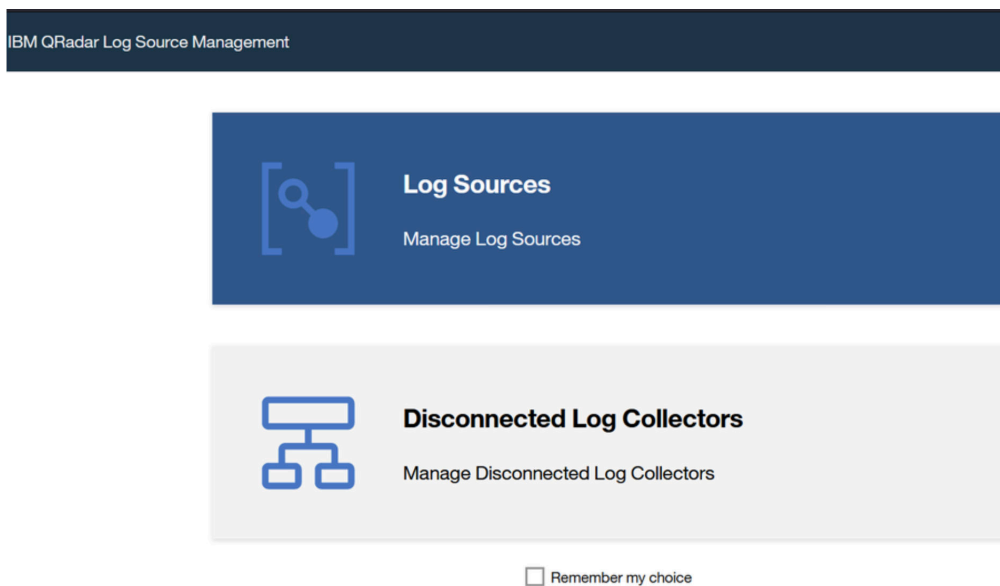 IBM QRadar Log Source Management
Log Sources
Manage Log Sources
Disconnected Log Collectors
Manage Disconnected Log Collectors
Remember my choice